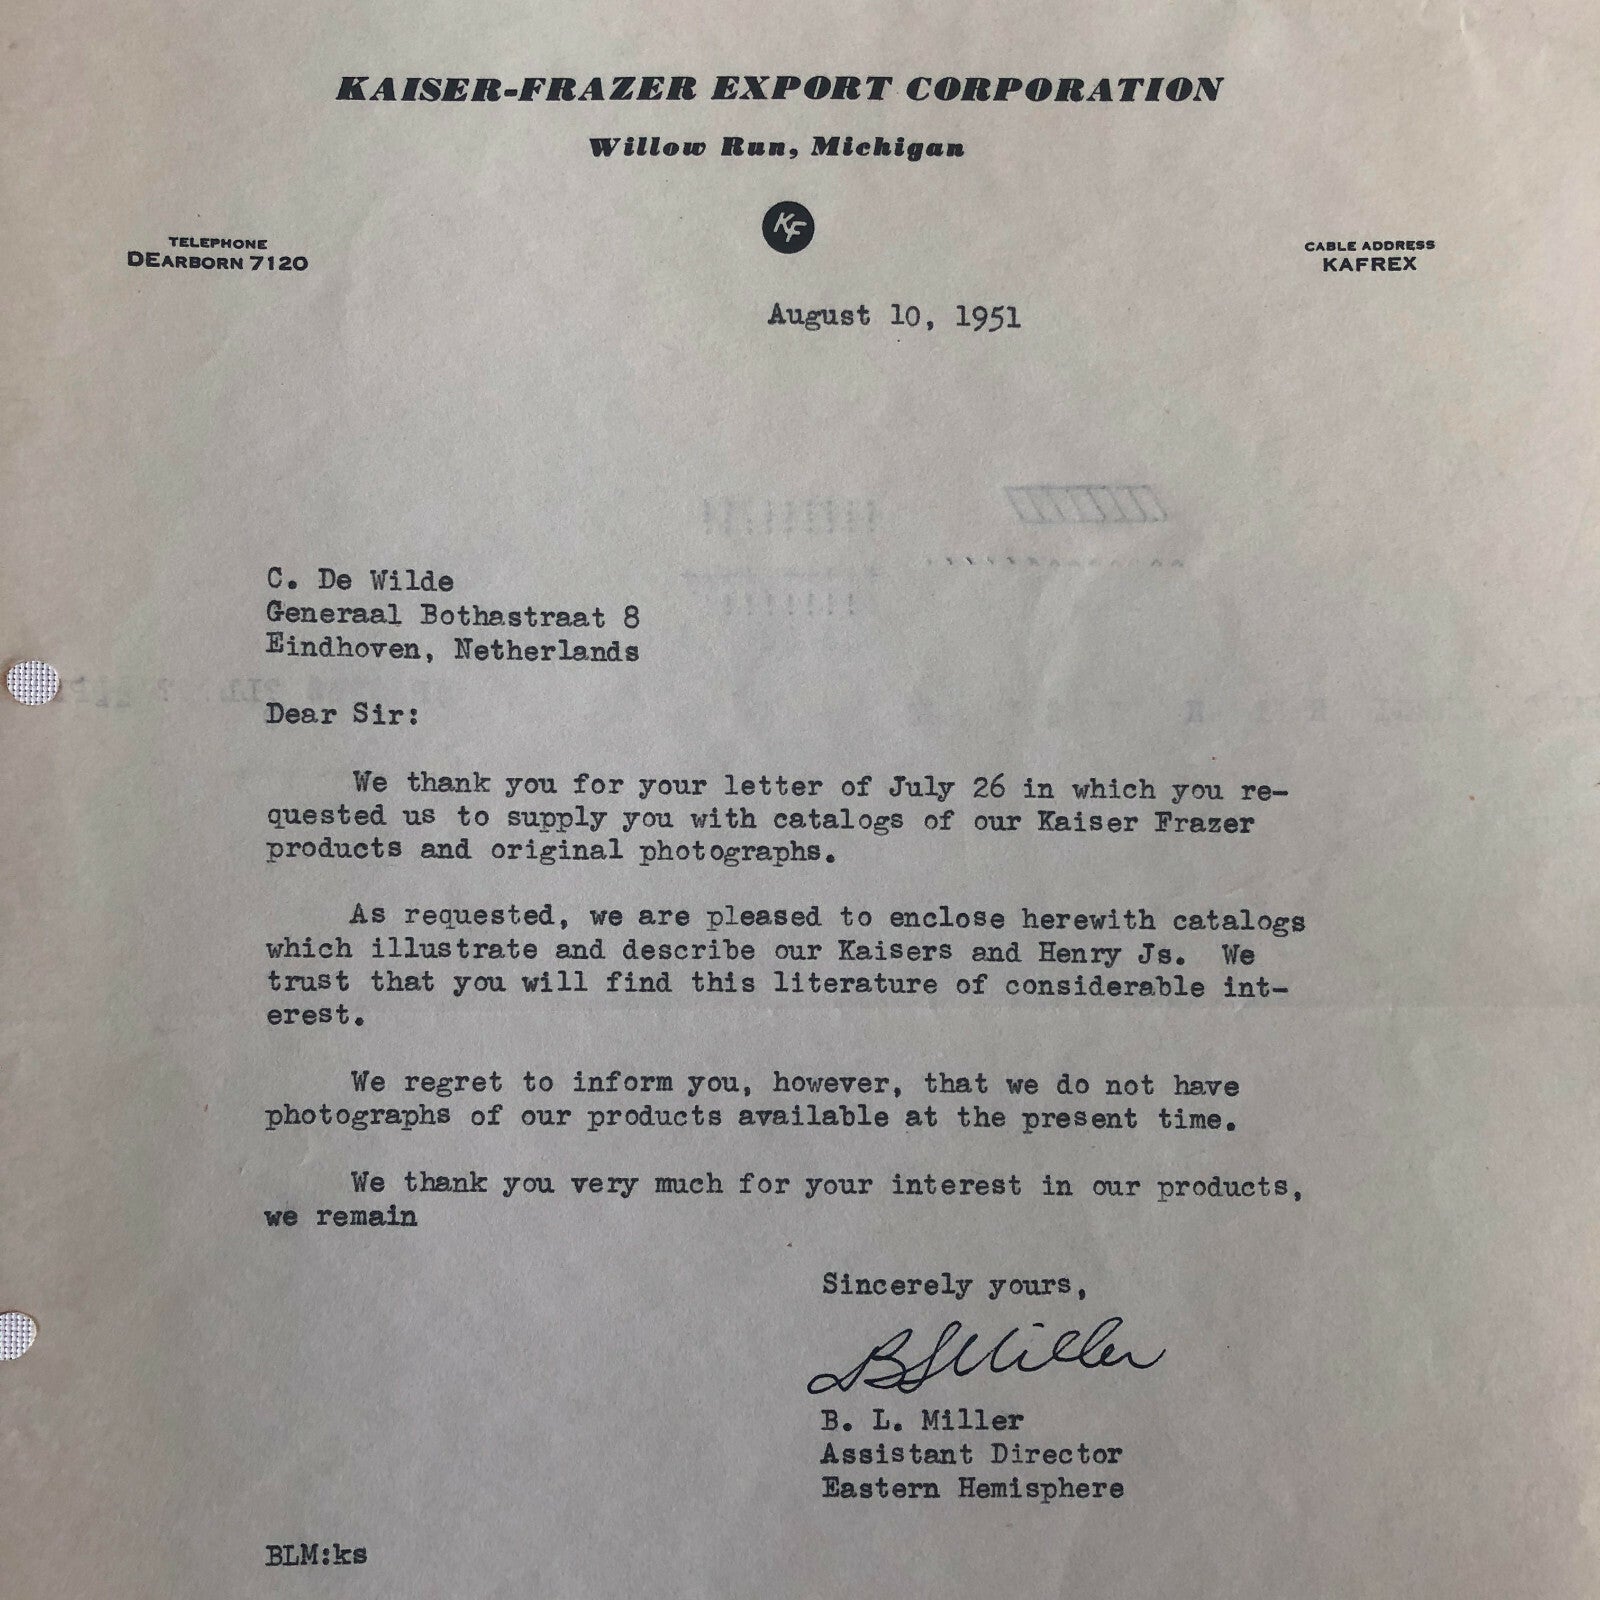 KAISER-FRAZER EXPORT CORPORATION
Willow Run, Michigan
KF
TELEPHONE
DEARBORN 7120
CABLE ADDRESS
KAFREX
August 10, 1951
C. De Wilde
Generaal Bothastraat 8
Eindhoven, Netherlands
Dear Sir:
We thank you for your letter of July 26 in which you re-
quested us to supply you with catalogs of our Kaiser Frazer
products and original photographs.
As requested, we are pleased to enclose herewith catalogs
which illustrate and describe our Kaisers and Henry Js. We
trust that you will find this literature of considerable int-
erest.
We regret to inform you, however, that we do not have
photographs of our products available at the present time.
We thank you very much for your interest in our products,
we remain
Sincerely yours,
B L Miller
B. L. Miller
Assistant Director
Eastern Hemisphere
BLM:ks